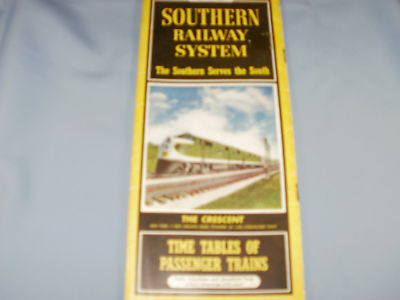 SOUTHERN
RAILWAY
SYSTEM
The Southern Serves the South
THE CRESCENT
TIME TABLES OF
PASSENGER TRAINS